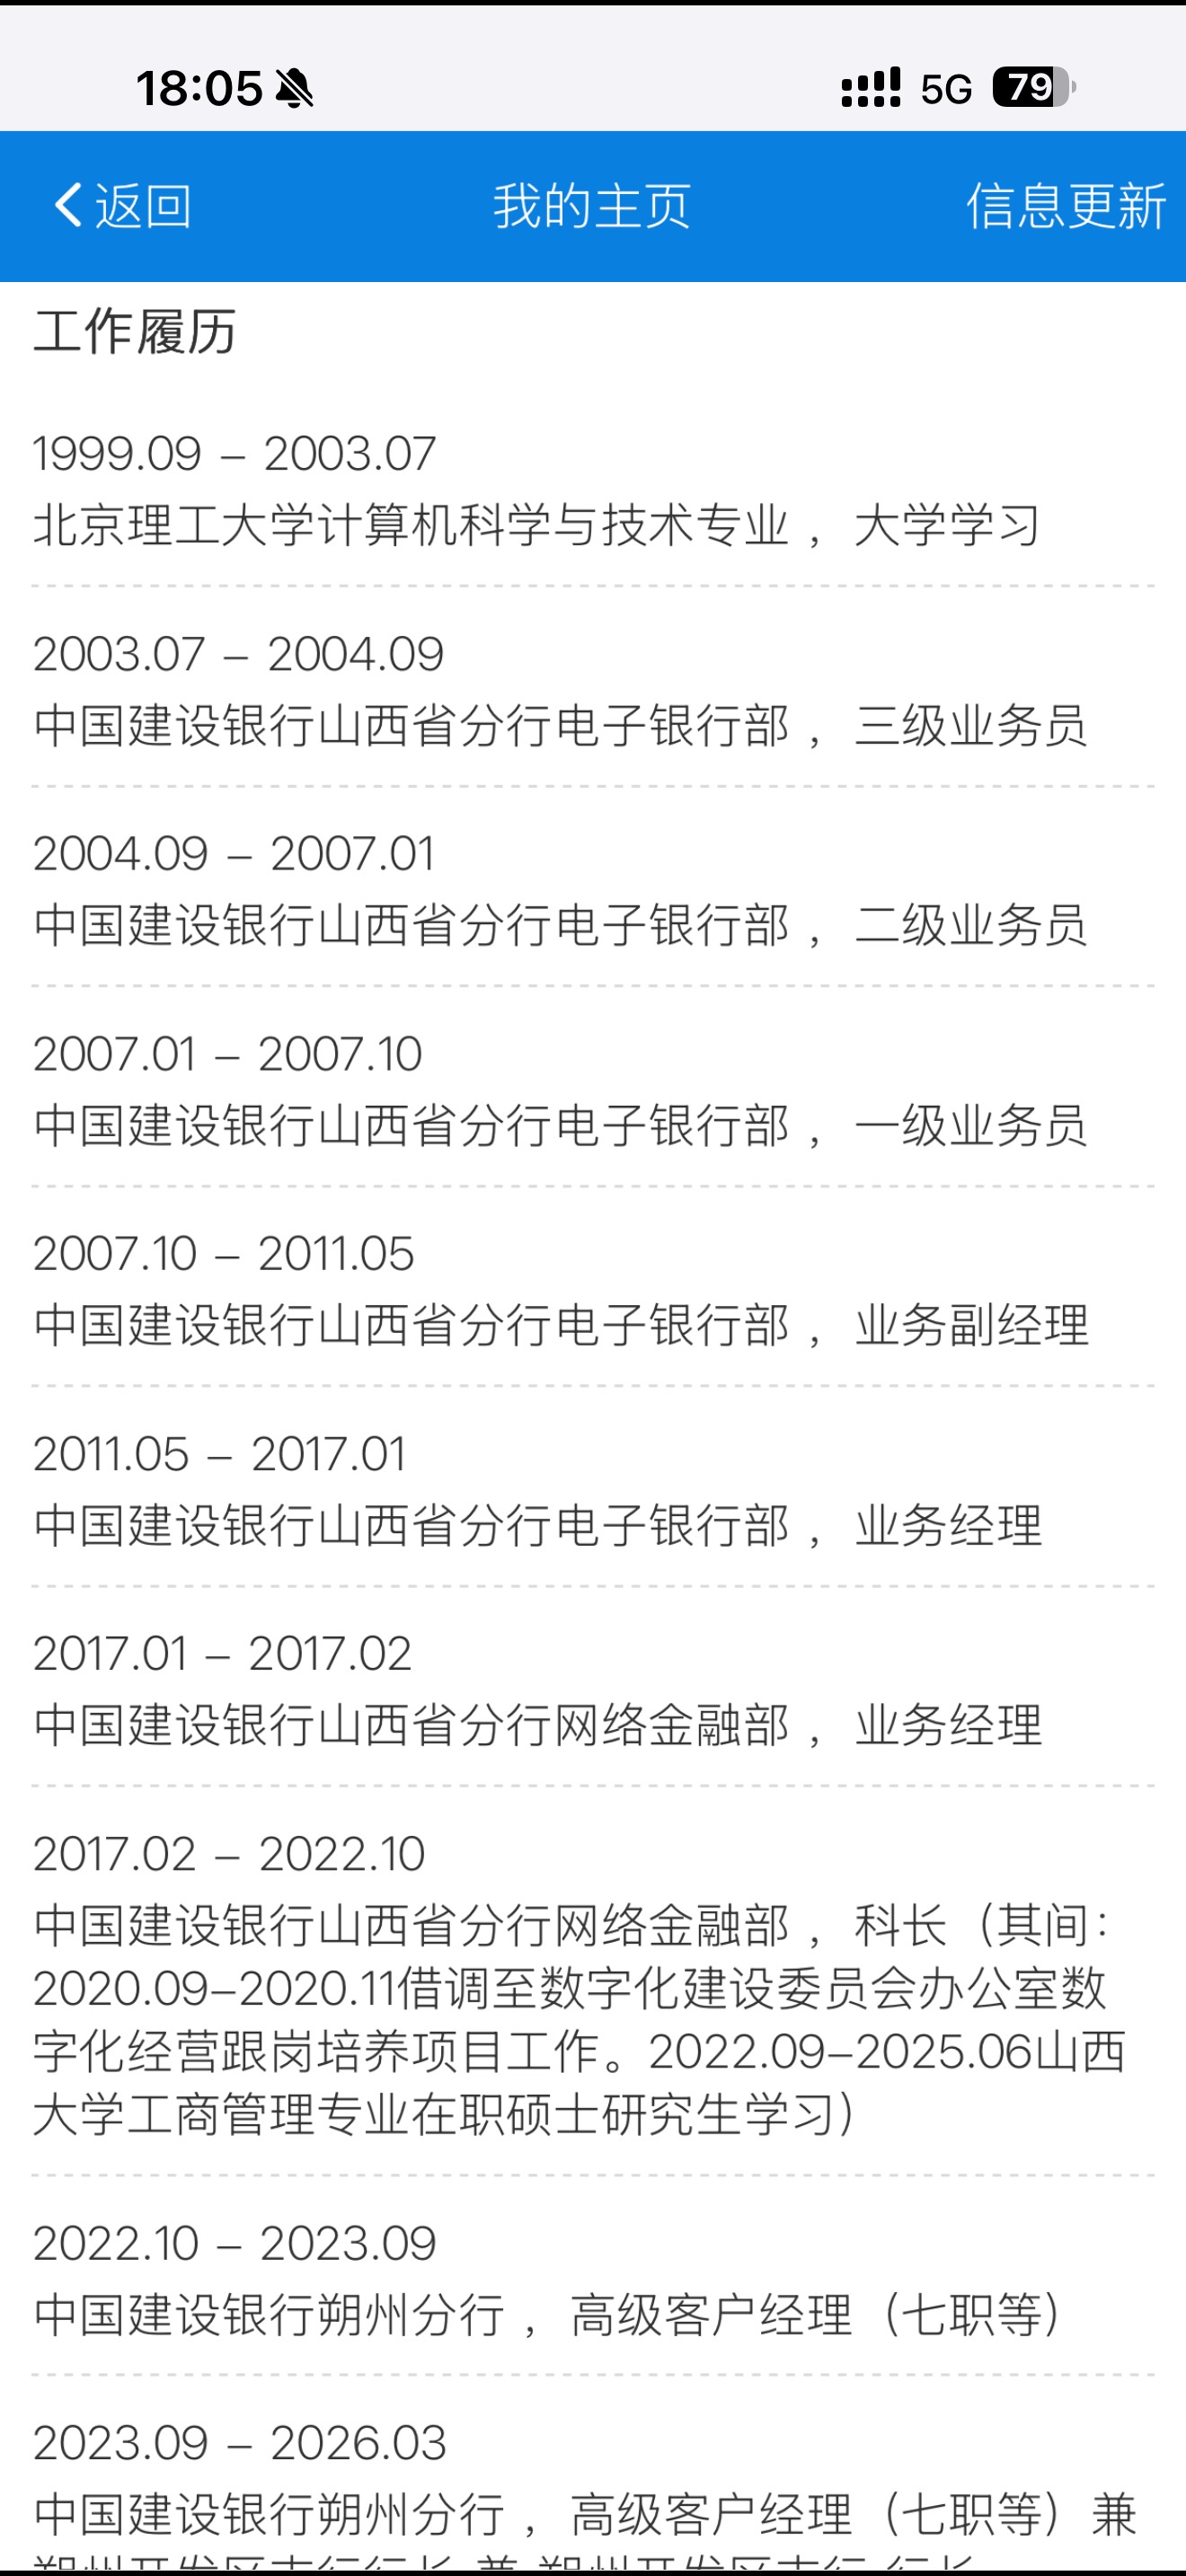 18:05
5G
79
返回
我的主页
信息更新
工作履历
1999.09 – 2003.07
北京理工大学计算机科学与技术专业 ， 大学学习
2003.07 – 2004.09
中国建设银行山西省分行电子银行部 ， 三级业务员
2004.09 – 2007.01
中国建设银行山西省分行电子银行部 ， 二级业务员
2007.01 – 2007.10
中国建设银行山西省分行电子银行部 ， 一级业务员
2007.10 – 2011.05
中国建设银行山西省分行电子银行部 ， 业务副经理
2011.05 – 2017.01
中国建设银行山西省分行电子银行部 ， 业务经理
2017.01 – 2017.02
中国建设银行山西省分行网络金融部 ， 业务经理
2017.02 – 2022.10
中国建设银行山西省分行网络金融部 ， 科长（其间：
2020.09–2020.11借调至数字化建设委员会办公室数
字化经营跟岗培养项目工作。2022.09–2025.06山西
大学工商管理专业在职硕士研究生学习）
2022.10 – 2023.09
中国建设银行朔州分行 ， 高级客户经理（七职等）
2023.09 – 2026.03
中国建设银行朔州分行 ， 高级客户经理（七职等）兼